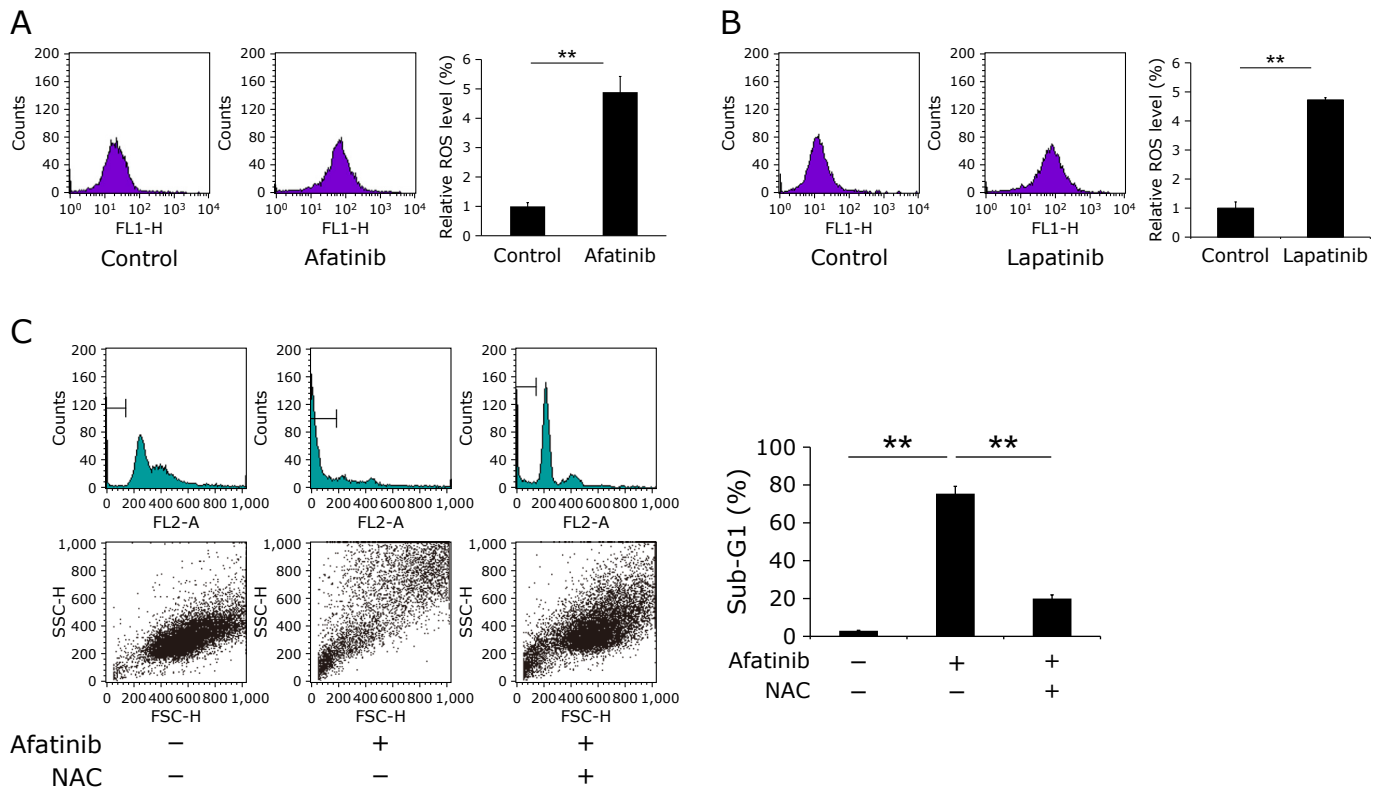 A
200
160
120
80
40
0
Counts
10⁰ 10¹ 10² 10³ 10⁴
FL1-H
Control
200
160
120
80
40
0
Counts
10⁰ 10¹ 10² 10³ 10⁴
FL1-H
Afatinib
Relative ROS level (%)
6
5
4
3
2
1
0
**
Control Afatinib
B
200
160
120
80
40
0
Counts
10⁰ 10¹ 10² 10³ 10⁴
FL1-H
Control
200
160
120
80
40
0
Counts
10⁰ 10¹ 10² 10³ 10⁴
FL1-H
Lapatinib
Relative ROS level (%)
6
5
4
3
2
1
0
**
Control Lapatinib
C
200
160
120
80
40
0
Counts
0 200 400 600 800 1,000
FL2-A
200
160
120
80
40
0
Counts
0 200 400 600 800 1,000
FL2-A
200
160
120
80
40
0
Counts
0 200 400 600 800 1,000
FL2-A
1,000
800
600
400
200
0
SSC-H
0 200 400 600 800 1,000
FSC-H
1,000
800
600
400
200
0
SSC-H
0 200 400 600 800 1,000
FSC-H
1,000
800
600
400
200
0
SSC-H
0 200 400 600 800 1,000
FSC-H
Afatinib − + +
NAC − − +
Sub-G1 (%)
100
80
60
40
20
0
** **
Afatinib − + +
NAC − − +